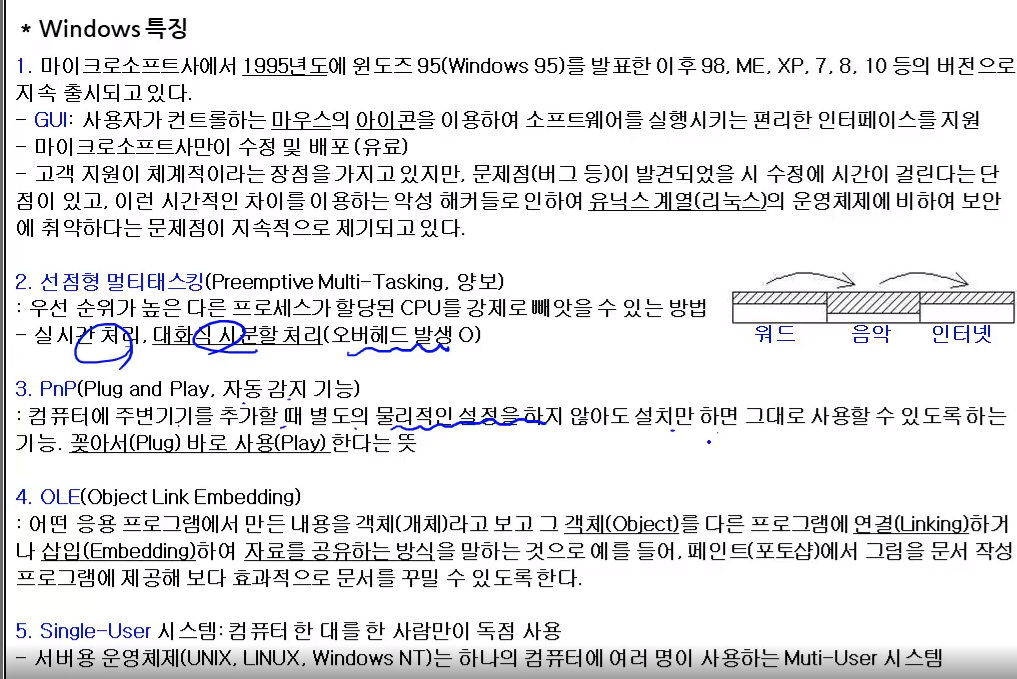 * Windows 특징
1. 마이크로소프트사에서 1995년도에 윈도즈 95(Windows 95)를 발표한 이후 98, ME, XP, 7, 8, 10 등의 버전으로
지속 출시되고 있다.
- GUI: 사용자가 컨트롤하는 마우스의 아이콘을 이용하여 소프트웨어를 실행시키는 편리한 인터페이스를 지원
- 마이크로소프트사만이 수정 및 배포 (유료)
- 고객 지원이 체계적이라는 장점을 가지고 있지만, 문제점(버그 등)이 발견되었을 시 수정에 시간이 걸린다는 단
점이 있고, 이런 시간적인 차이를 이용하는 악성 해커들로 인하여 유닉스 계열(리눅스)의 운영체제에 비하여 보안
에 취약하다는 문제점이 지속적으로 제기되고 있다.
2. 선점형 멀티태스킹(Preemptive Multi-Tasking, 양보)
: 우선 순위가 높은 다른 프로세스가 할당된 CPU를 강제로 빼앗을 수 있는 방법
- 실시간 처리, 대화식 시분할 처리(오버헤드 발생 O)
워드 음악 인터넷
3. PnP(Plug and Play, 자동 감지 기능)
: 컴퓨터에 주변기기를 추가할 때 별도의 물리적인 설정을 하지 않아도 설치만 하면 그대로 사용할 수 있도록 하는
기능. 꽂아서(Plug) 바로 사용(Play) 한다는 뜻
4. OLE(Object Link Embedding)
: 어떤 응용 프로그램에서 만든 내용을 객체(개체)라고 보고 그 객체(Object)를 다른 프로그램에 연결(Linking)하거
나 삽입(Embedding)하여 자료를 공유하는 방식을 말하는 것으로 예를 들어, 페인트(포토샵)에서 그림을 문서 작성
프로그램에 제공해 보다 효과적으로 문서를 꾸밀 수 있도록 한다.
5. Single-User 시스템: 컴퓨터 한 대를 한 사람만이 독점 사용
- 서버용 운영체제(UNIX, LINUX, Windows NT)는 하나의 컴퓨터에 여러 명이 사용하는 Muti-User 시스템